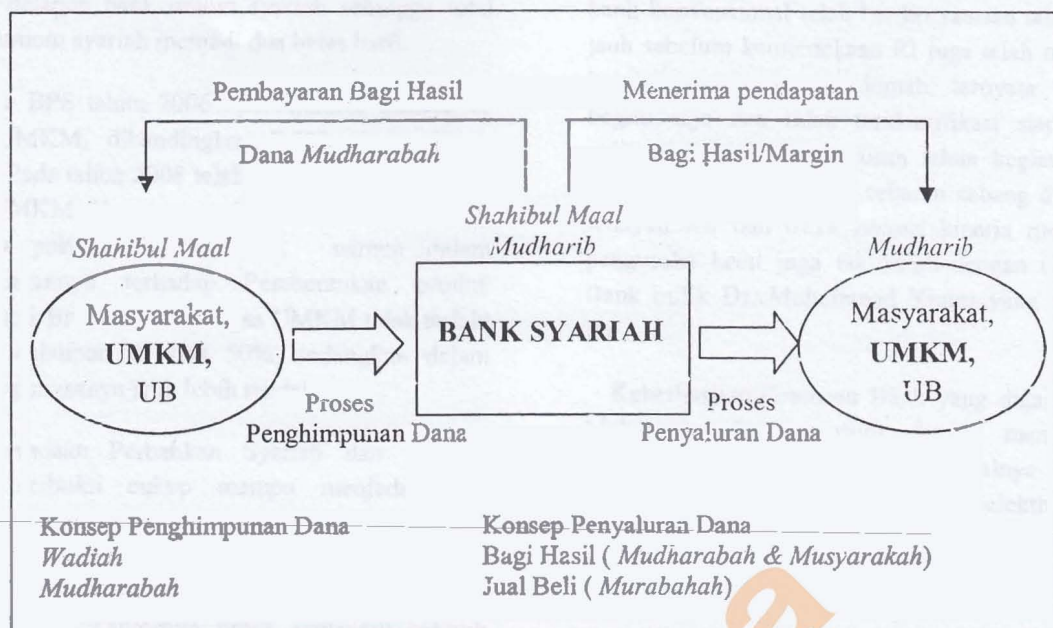 Pembayaran Bagi Hasil
Dana Mudharabah
Menerima pendapatan
Bagi Hasil/Margin
Shahibul Maal
Shahibul Maal
Mudharib
Mudharib
Masyarakat,
UMKM,
UB
BANK SYARIAH
Masyarakat,
UMKM,
UB
Proses
Penghimpunan Dana
Proses
Penyaluran Dana
Konsep Penghimpunan Dana
Wadiah
Mudharabah
Konsep Penyaluran Dana
Bagi Hasil ( Mudharabah & Musyarakah)
Jual Beli ( Murabahah)